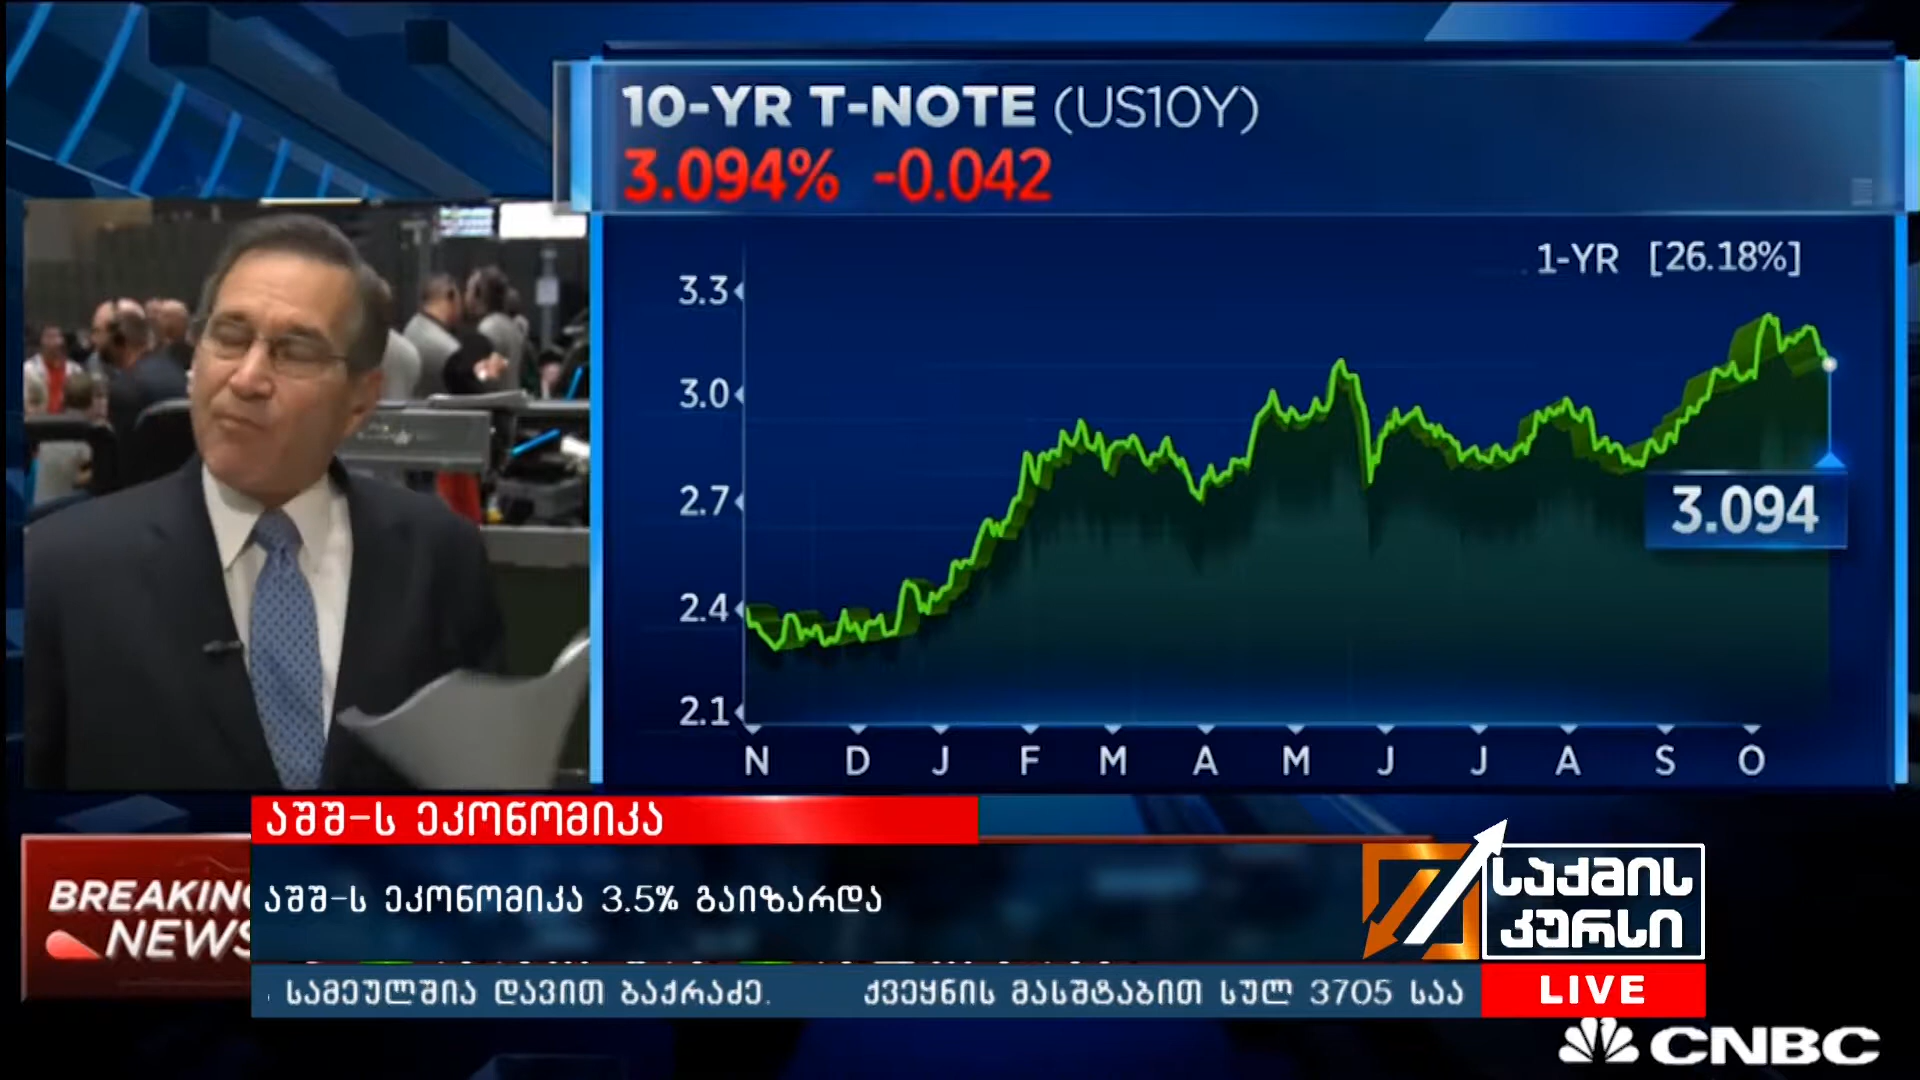 10-YR T-NOTE (US10Y)
3.094% -0.042
1-YR [26.18%]
3.3
3.0
2.7
2.4
2.1
3.094
N D J F M A M J J A S O
აშშ-ს ეკონომიკა
BREAKING
NEWS
აშშ-ს ეკონომიკა 3.5% გაიზარდა
საქმის
კურსი
სამეულშია დავით ბაქრაძე. ქვეყნის მასშტაბით სულ 3705 საა
LIVE
CNBC